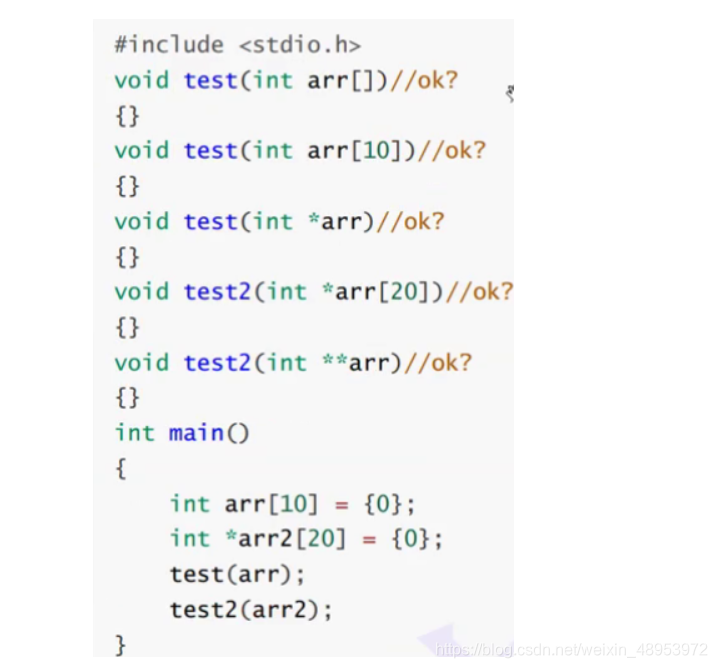 #include <stdio.h>
void test(int arr[])//ok?
{}
void test(int arr[10])//ok?
{}
void test(int *arr)//ok?
{}
void test2(int *arr[20])//ok?
{}
void test2(int **arr)//ok?
{}
int main()
{
    int arr[10] = {0};
    int *arr2[20] = {0};
    test(arr);
    test2(arr2);
}
https://blog.csdn.net/weixin_48953972